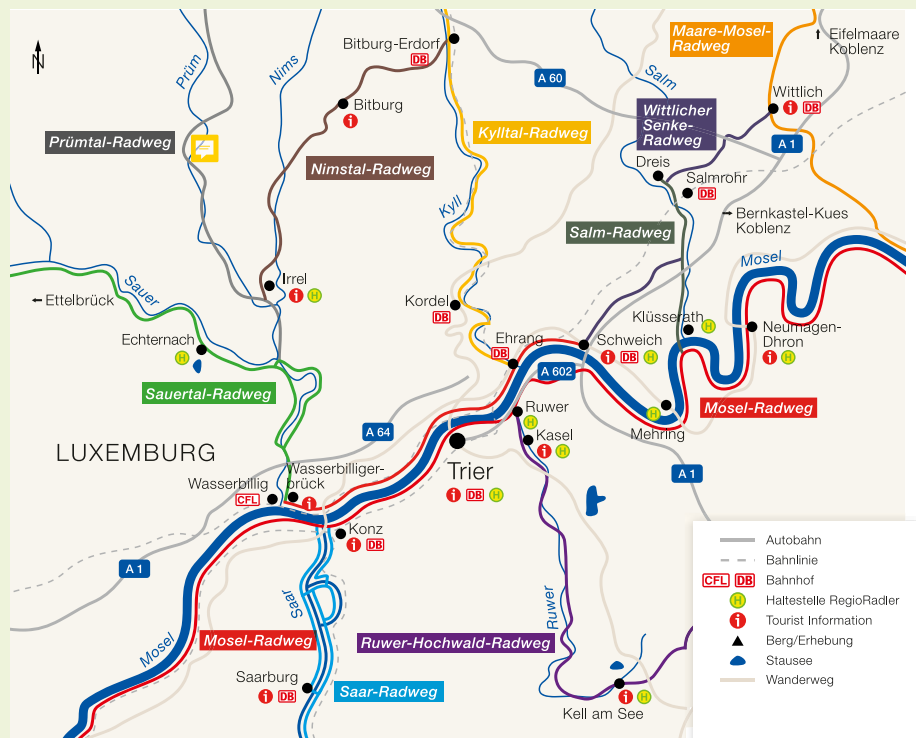 N
Prüm
Nims
Bitburg-Erdorf
DB
A 60
Salm
Maare-Mosel-
Radweg
Eifelmaare
Koblenz
Bitburg
i
Wittlich
i DB
Prümtal-Radweg
Nimstal-Radweg
Kylltal-Radweg
Wittlicher
Senke-
Radweg
A 1
Dreis
Salmrohr
DB
Kyll
Salm-Radweg
Bernkastel-Kues
Koblenz
Sauer
Ettelbrück
Irrel
i H
Mosel
Kordel
DB
Klüsserath
H
Echternach
H
Ehrang
DB
Schweich
i DB H
Neumagen-
Dhron
i H
A 602
Sauertal-Radweg
Ruwer
H
Mosel-Radweg
H
Mehring
A 64
Kasel
i H
LUXEMBURG
Trier
i DB H
A 1
Wasserbillig
CFL
Wasserbilliger-
brück
i
Konz
i DB
A 1
Saar
Ruwer
Mosel
Mosel-Radweg
Ruwer-Hochwald-Radweg
Saarburg
i DB
Saar-Radweg
Kell am See
i H
Autobahn
Bahnlinie
CFL DB Bahnhof
H Haltestelle RegioRadler
i Tourist Information
Berg/Erhebung
Stausee
Wanderweg